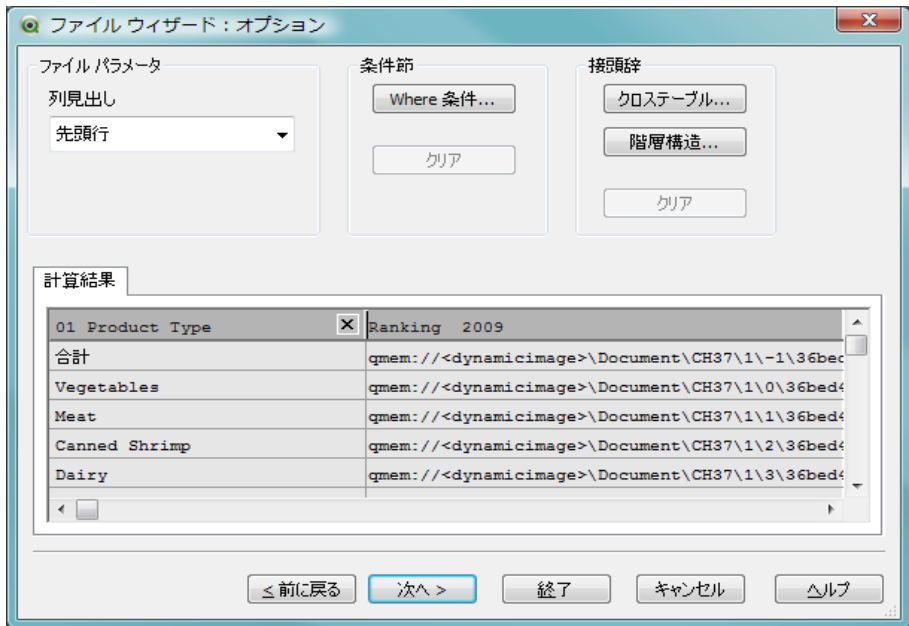 ファイル ウィザード：オプション
ファイル パラメータ
列見出し
先頭行
条件節
Where 条件...
クリア
接頭辞
クロステーブル...
階層構造...
クリア
計算結果
01 Product Type Ranking 2009
合計 qmem://<dynamicimage>\Document\CH37\1\-1\36bed
Vegetables qmem://<dynamicimage>\Document\CH37\1\0\36bed4
Meat qmem://<dynamicimage>\Document\CH37\1\1\36bed4
Canned Shrimp qmem://<dynamicimage>\Document\CH37\1\2\36bed4
Dairy qmem://<dynamicimage>\Document\CH37\1\3\36bed4
< 前に戻る 次へ > 終了 キャンセル ヘルプ